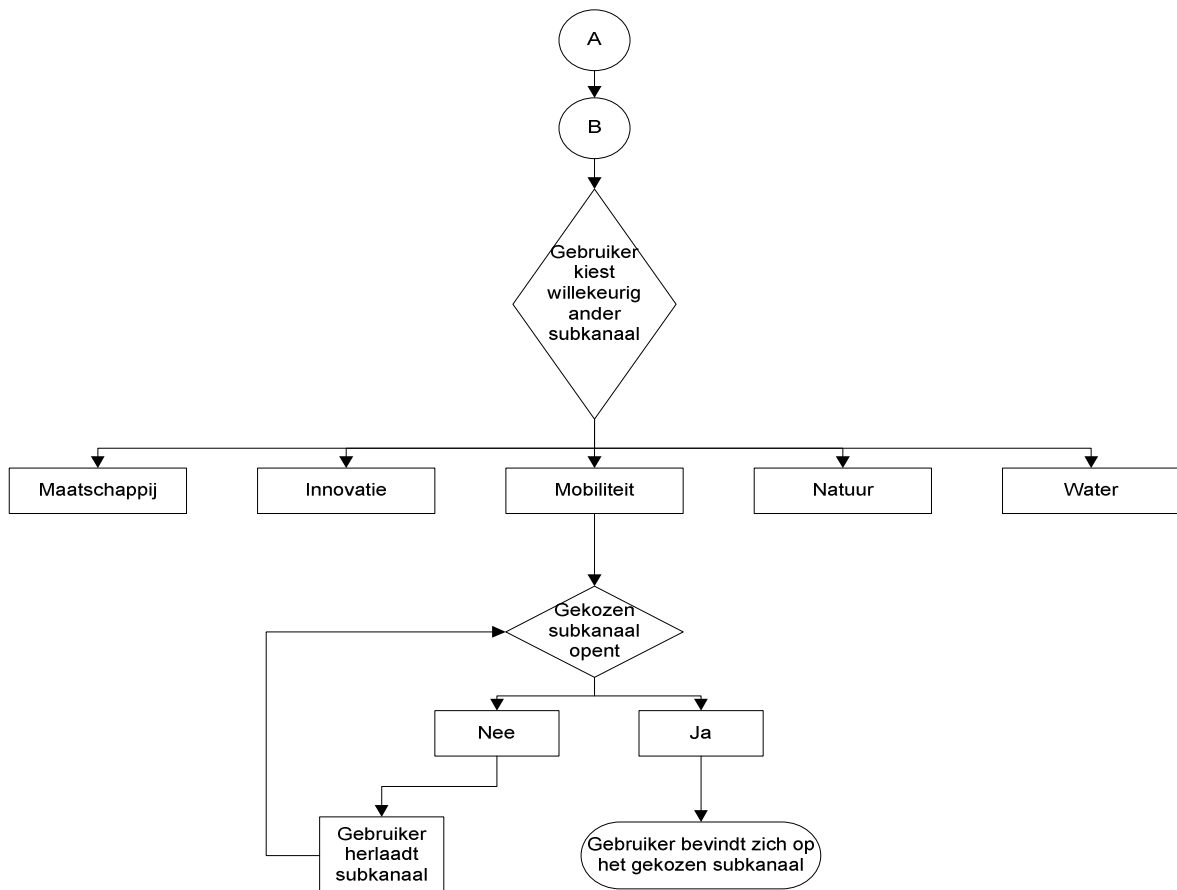 A
B
Gebruiker
kiest
willekeurig
ander
subkanaal
Maatschappij
Innovatie
Mobiliteit
Natuur
Water
Gekozen
subkanaal
opent
Nee
Ja
Gebruiker
herlaadt
subkanaal
Gebruiker bevindt zich op
het gekozen subkanaal